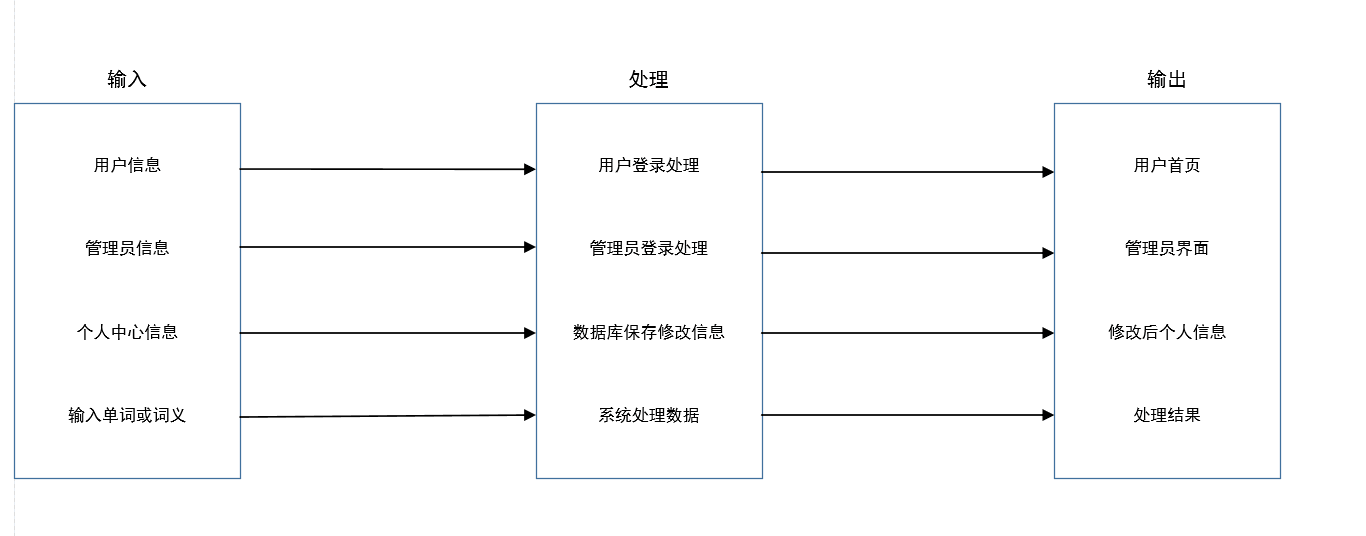 输入
处理
输出
用户信息
用户登录处理
用户首页
管理员信息
管理员登录处理
管理员界面
个人中心信息
数据库保存修改信息
修改后个人信息
输入单词或词义
系统处理数据
处理结果